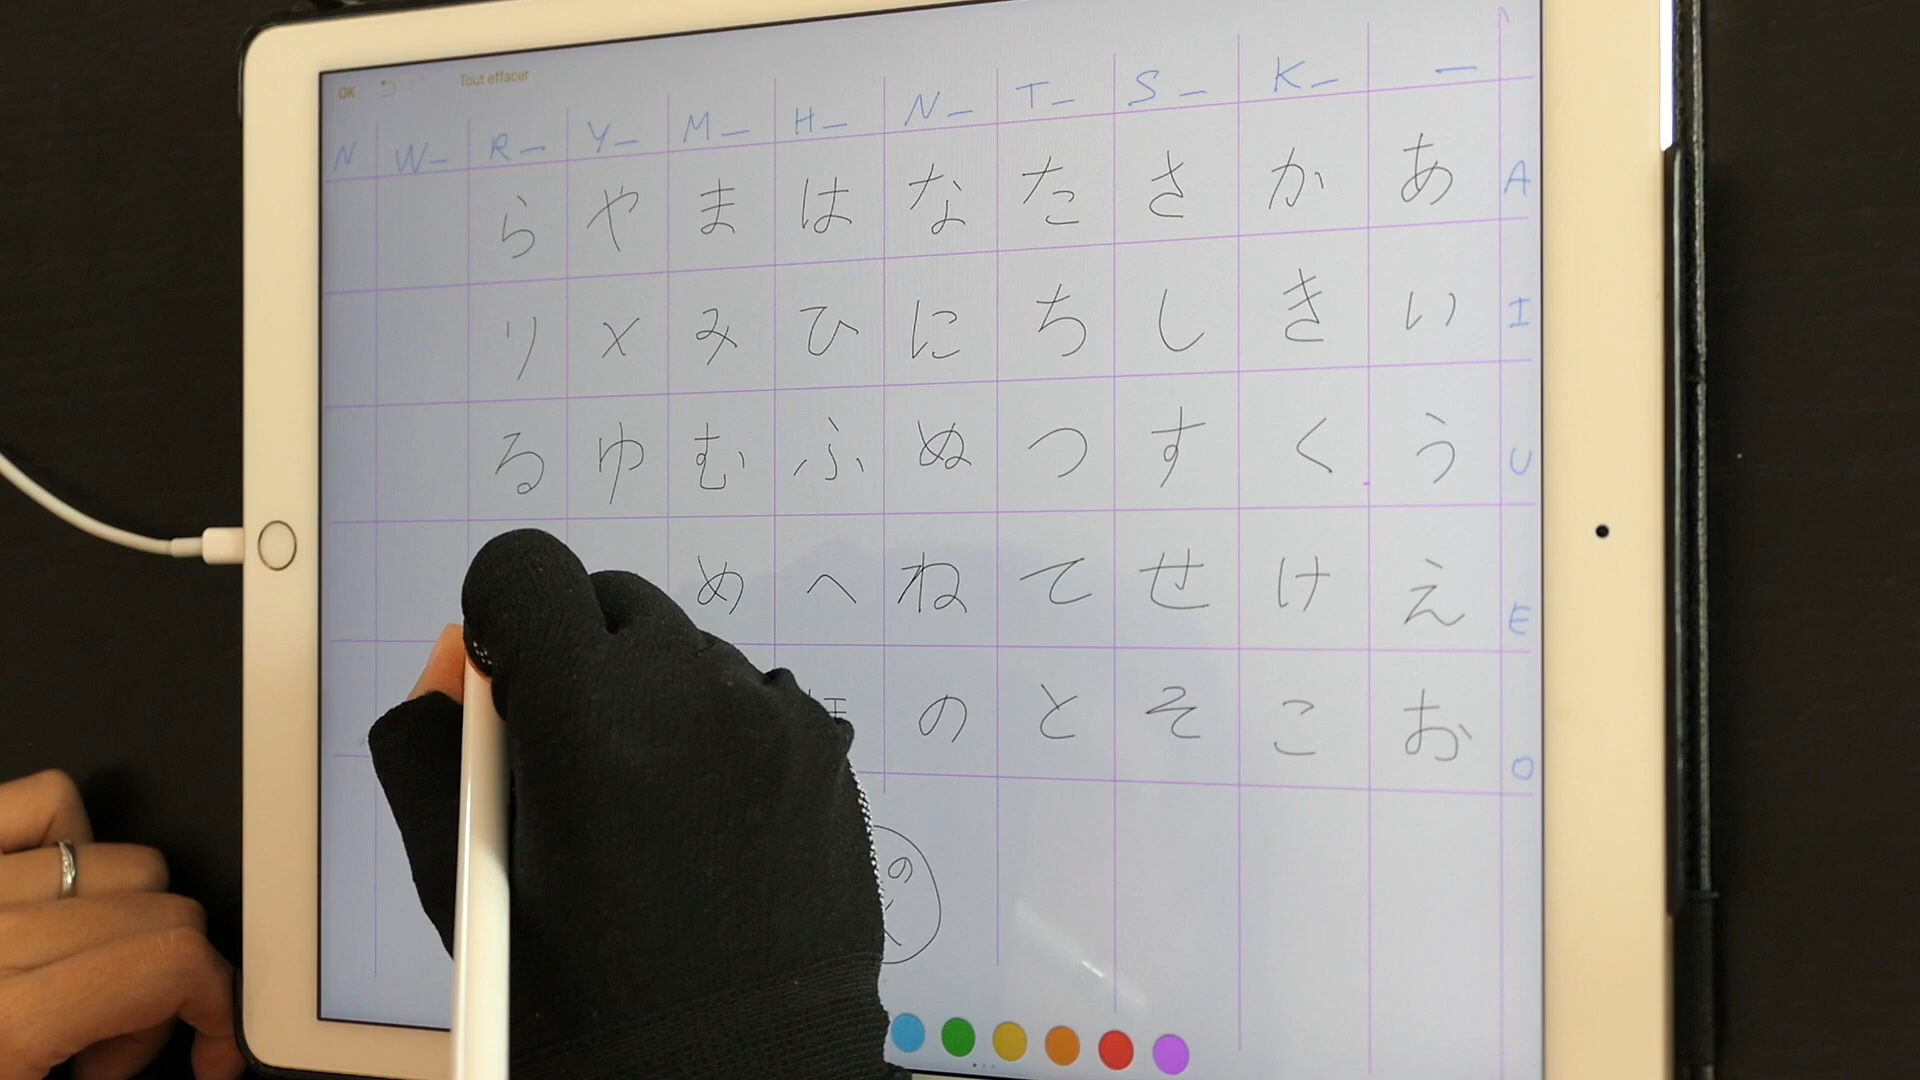 OK Tout effacer
N W_ R_ Y_ M_ H_ N_ T_ S_ K_ _
ら や ま は な た さ か あ A
り × み ひ に ち し き い I
る ゆ む ふ ぬ つ す く う U
め へ ね て せ け え E
の と そ こ お O
の